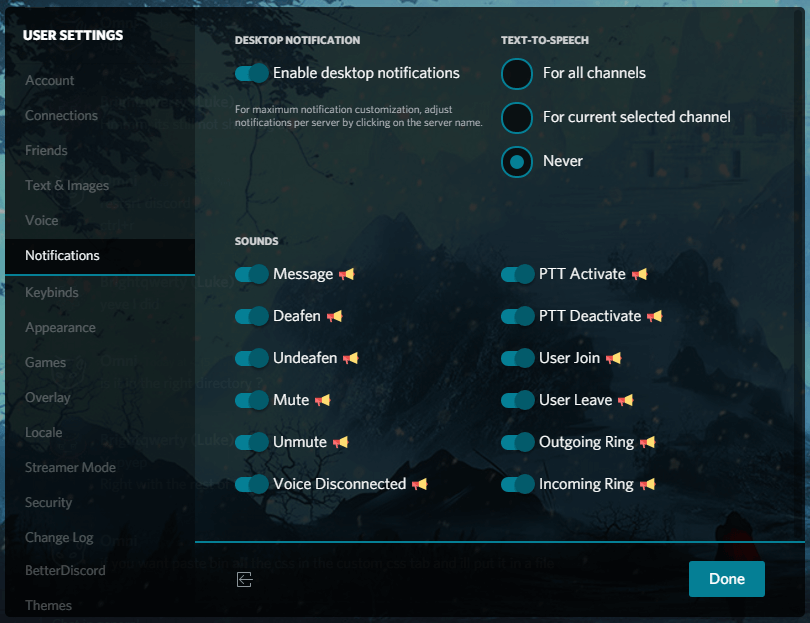 USER SETTINGS
Account
Connections
Friends
Text & Images
Voice
Notifications
Keybinds
Appearance
Games
Overlay
Locale
Streamer Mode
Security
Change Log
BetterDiscord
Themes
DESKTOP NOTIFICATION
Enable desktop notifications
For maximum notification customization, adjust
notifications per server by clicking on the server name.
TEXT-TO-SPEECH
For all channels
For current selected channel
Never
SOUNDS
Message
Deafen
Undeafen
Mute
Unmute
Voice Disconnected
PTT Activate
PTT Deactivate
User Join
User Leave
Outgoing Ring
Incoming Ring
Done